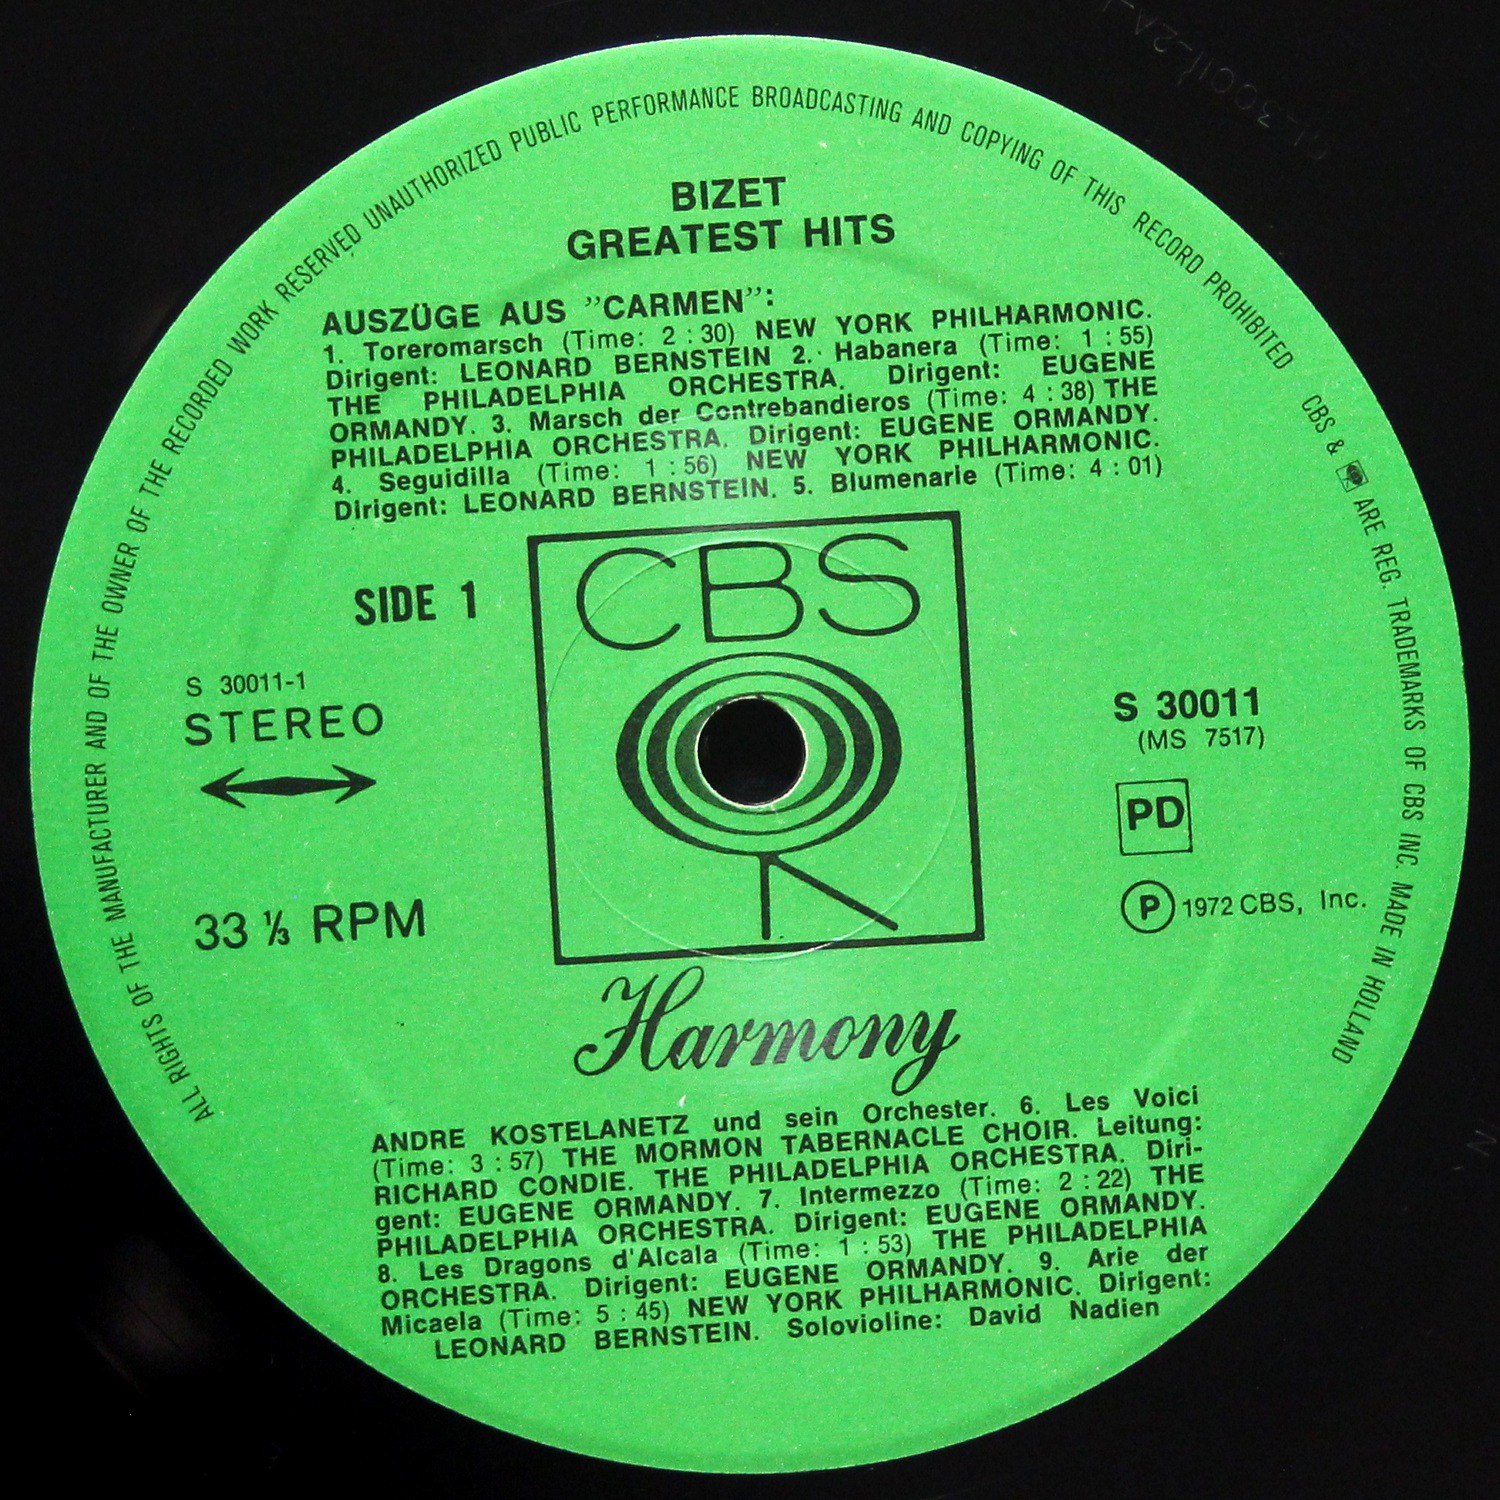 ALL RIGHTS OF THE MANUFACTURER AND OF THE OWNER OF THE RECORDED WORK RESERVED UNAUTHORIZED PUBLIC PERFORMANCE BROADCASTING AND COPYING OF THIS RECORD PROHIBITED CBS & ARE REG. TRADEMARKS OF CBS INC. MADE IN HOLLAND
BIZET
GREATEST HITS
AUSZÜGE AUS ”CARMEN”:
1. Toreromarsch (Time: 2 : 30) NEW YORK PHILHARMONIC.
Dirigent: LEONARD BERNSTEIN 2. Habanera (Time: 1 : 55)
THE PHILADELPHIA ORCHESTRA. Dirigent: EUGENE
ORMANDY. 3. Marsch der Contrebandieros (Time: 4 : 38) THE
PHILADELPHIA ORCHESTRA. Dirigent: EUGENE ORMANDY.
4. Seguidilla (Time: 1 : 56) NEW YORK PHILHARMONIC.
Dirigent: LEONARD BERNSTEIN. 5. Blumenarie (Time: 4 : 01)
CBS
SIDE 1
S 30011-1
STEREO
33 ⅓ RPM
S 30011
(MS 7517)
PD
Ⓟ 1972 CBS, Inc.
Harmony
ANDRE KOSTELANETZ und sein Orchester. 6. Les Voici
(Time: 3 : 57) THE MORMON TABERNACLE CHOIR. Leitung:
RICHARD CONDIE. THE PHILADELPHIA ORCHESTRA. Diri-
gent: EUGENE ORMANDY. 7. Intermezzo (Time: 2 : 22) THE
PHILADELPHIA ORCHESTRA. Dirigent: EUGENE ORMANDY.
8. Les Dragons d'Alcala (Time: 1 : 53) THE PHILADELPHIA
ORCHESTRA. Dirigent: EUGENE ORMANDY. 9. Arie der
Micaela (Time: 5 : 45) NEW YORK PHILHARMONIC. Dirigent:
LEONARD BERNSTEIN. Solovioline: David Nadien